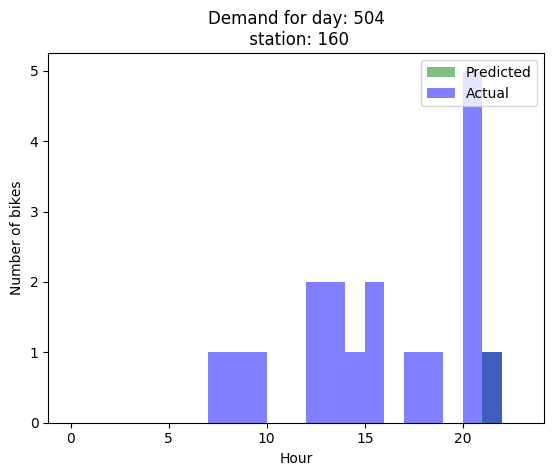 Demand for day: 504
station: 160
Predicted
Actual
Number of bikes
5
4
3
2
1
0
0 5 10 15 20
Hour